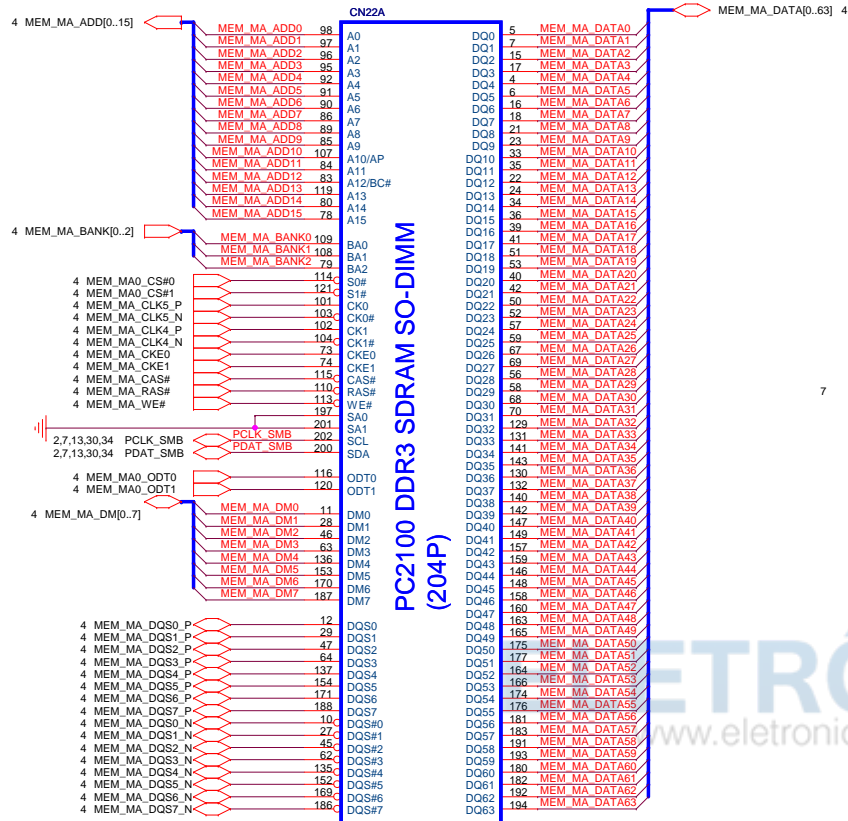 CN22A
4 MEM_MA_ADD[0..15]
MEM_MA_DATA[0..63] 4
MEM_MA_ADD0 98 A0 DQ0 5 MEM_MA_DATA0
MEM_MA_ADD1 97 A1 DQ1 7 MEM_MA_DATA1
MEM_MA_ADD2 96 A2 DQ2 15 MEM_MA_DATA2
MEM_MA_ADD3 95 A3 DQ3 17 MEM_MA_DATA3
MEM_MA_ADD4 92 A4 DQ4 4 MEM_MA_DATA4
MEM_MA_ADD5 91 A5 DQ5 6 MEM_MA_DATA5
MEM_MA_ADD6 90 A6 DQ6 16 MEM_MA_DATA6
MEM_MA_ADD7 86 A7 DQ7 18 MEM_MA_DATA7
MEM_MA_ADD8 89 A8 DQ8 21 MEM_MA_DATA8
MEM_MA_ADD9 85 A9 DQ9 23 MEM_MA_DATA9
MEM_MA_ADD10 107 A10/AP DQ10 33 MEM_MA_DATA10
MEM_MA_ADD11 84 A11 DQ11 35 MEM_MA_DATA11
MEM_MA_ADD12 83 A12/BC# DQ12 22 MEM_MA_DATA12
MEM_MA_ADD13 119 A13 DQ13 24 MEM_MA_DATA13
MEM_MA_ADD14 80 A14 DQ14 34 MEM_MA_DATA14
MEM_MA_ADD15 78 A15 DQ15 36 MEM_MA_DATA15
DQ16 39 MEM_MA_DATA16
4 MEM_MA_BANK[0..2]
MEM_MA_BANK0 109 BA0 DQ17 41 MEM_MA_DATA17
MEM_MA_BANK1 108 BA1 DQ18 51 MEM_MA_DATA18
MEM_MA_BANK2 79 BA2 DQ19 53 MEM_MA_DATA19
4 MEM_MA0_CS#0 114 S0# DQ20 40 MEM_MA_DATA20
4 MEM_MA0_CS#1 121 S1# DQ21 42 MEM_MA_DATA21
4 MEM_MA_CLK5_P 101 CK0 DQ22 50 MEM_MA_DATA22
4 MEM_MA_CLK5_N 103 CK0# DQ23 52 MEM_MA_DATA23
4 MEM_MA_CLK4_P 102 CK1 DQ24 57 MEM_MA_DATA24
4 MEM_MA_CLK4_N 104 CK1# DQ25 59 MEM_MA_DATA25
4 MEM_MA_CKE0 73 CKE0 DQ26 67 MEM_MA_DATA26
4 MEM_MA_CKE1 74 CKE1 DQ27 69 MEM_MA_DATA27
4 MEM_MA_CAS# 115 CAS# DQ28 56 MEM_MA_DATA28
4 MEM_MA_RAS# 110 RAS# DQ29 58 MEM_MA_DATA29
7
4 MEM_MA_WE# 113 WE# DQ30 68 MEM_MA_DATA30
197 SA0 DQ31 70 MEM_MA_DATA31
201 SA1 DQ32 129 MEM_MA_DATA32
2,7,13,30,34 PCLK_SMB PCLK_SMB 202 SCL DQ33 131 MEM_MA_DATA33
2,7,13,30,34 PDAT_SMB PDAT_SMB 200 SDA DQ34 141 MEM_MA_DATA34
DQ35 143 MEM_MA_DATA35
4 MEM_MA0_ODT0 116 ODT0 DQ36 130 MEM_MA_DATA36
4 MEM_MA0_ODT1 120 ODT1 DQ37 132 MEM_MA_DATA37
DQ38 140 MEM_MA_DATA38
4 MEM_MA_DM[0..7]
MEM_MA_DM0 11 DM0 DQ39 142 MEM_MA_DATA39
MEM_MA_DM1 28 DM1 DQ40 147 MEM_MA_DATA40
MEM_MA_DM2 46 DM2 DQ41 149 MEM_MA_DATA41
MEM_MA_DM3 63 DM3 DQ42 157 MEM_MA_DATA42
MEM_MA_DM4 136 DM4 DQ43 159 MEM_MA_DATA43
MEM_MA_DM5 153 DM5 DQ44 146 MEM_MA_DATA44
MEM_MA_DM6 170 DM6 DQ45 148 MEM_MA_DATA45
MEM_MA_DM7 187 DM7 DQ46 158 MEM_MA_DATA46
DQ47 160 MEM_MA_DATA47
4 MEM_MA_DQS0_P 12 DQS0 DQ48 163 MEM_MA_DATA48
4 MEM_MA_DQS1_P 29 DQS1 DQ49 165 MEM_MA_DATA49
4 MEM_MA_DQS2_P 47 DQS2 DQ50 175 MEM_MA_DATA50
4 MEM_MA_DQS3_P 64 DQS3 DQ51 177 MEM_MA_DATA51
4 MEM_MA_DQS4_P 137 DQS4 DQ52 164 MEM_MA_DATA52
4 MEM_MA_DQS5_P 154 DQS5 DQ53 166 MEM_MA_DATA53
4 MEM_MA_DQS6_P 171 DQS6 DQ54 174 MEM_MA_DATA54
4 MEM_MA_DQS7_P 188 DQS7 DQ55 176 MEM_MA_DATA55
4 MEM_MA_DQS0_N 10 DQS#0 DQ56 181 MEM_MA_DATA56
4 MEM_MA_DQS1_N 27 DQS#1 DQ57 183 MEM_MA_DATA57
4 MEM_MA_DQS2_N 45 DQS#2 DQ58 191 MEM_MA_DATA58
4 MEM_MA_DQS3_N 62 DQS#3 DQ59 193 MEM_MA_DATA59
4 MEM_MA_DQS4_N 135 DQS#4 DQ60 180 MEM_MA_DATA60
4 MEM_MA_DQS5_N 152 DQS#5 DQ61 182 MEM_MA_DATA61
4 MEM_MA_DQS6_N 169 DQS#6 DQ62 192 MEM_MA_DATA62
4 MEM_MA_DQS7_N 186 DQS#7 DQ63 194 MEM_MA_DATA63
PC2100 DDR3 SDRAM SO-DIMM
(204P)